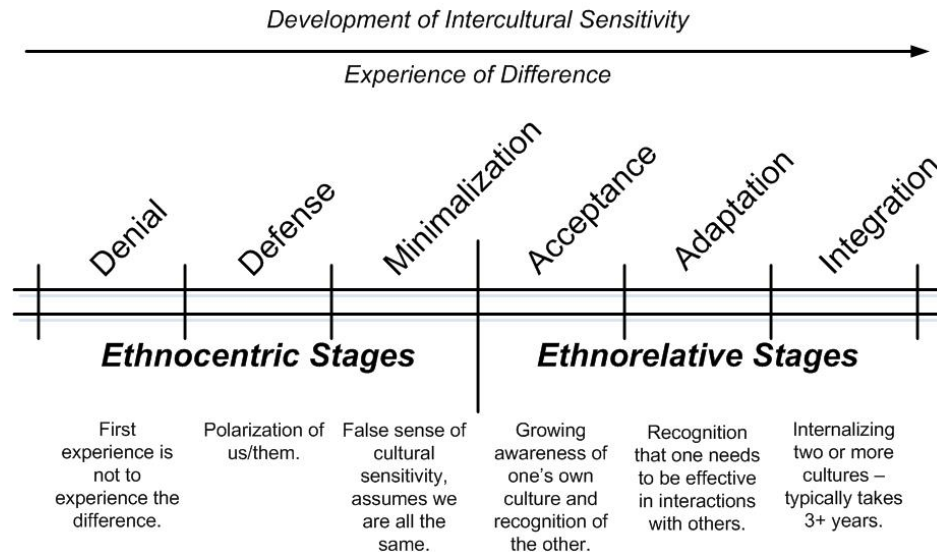 Development of Intercultural Sensitivity
Experience of Difference
Denial
Defense
Minimalization
Acceptance
Adaptation
Integration
Ethnocentric Stages
Ethnorelative Stages
First
experience is
not to
experience the
difference.
Polarization of
us/them.
False sense of
cultural
sensitivity,
assumes we
are all the
same.
Growing
awareness of
one's own
culture and
recognition of
the other.
Recognition
that one needs
to be effective
in interactions
with others.
Internalizing
two or more
cultures –
typically takes
3+ years.